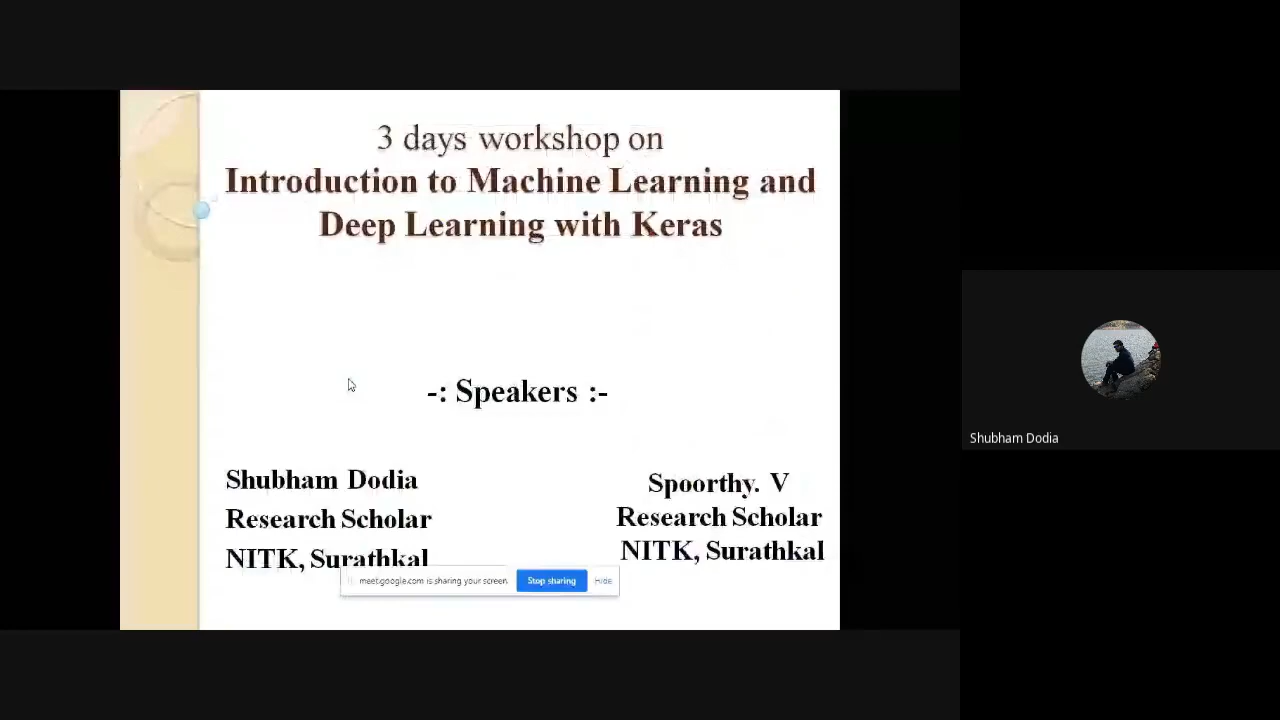 3 days workshop on
Introduction to Machine Learning and
Deep Learning with Keras
-: Speakers :-
Shubham Dodia
Research Scholar
NITK, Surathkal
Spoorthy. V
Research Scholar
NITK, Surathkal
meet.google.com is sharing your screen.
Stop sharing
Hide
Shubham Dodia